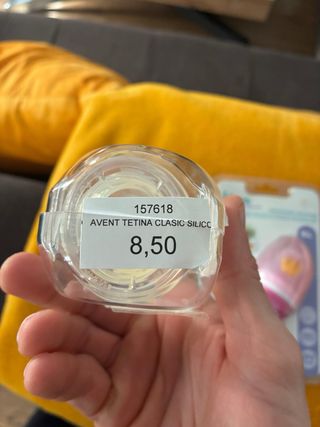 157618
AVENT TETINA CLASIC SILICO
8,50